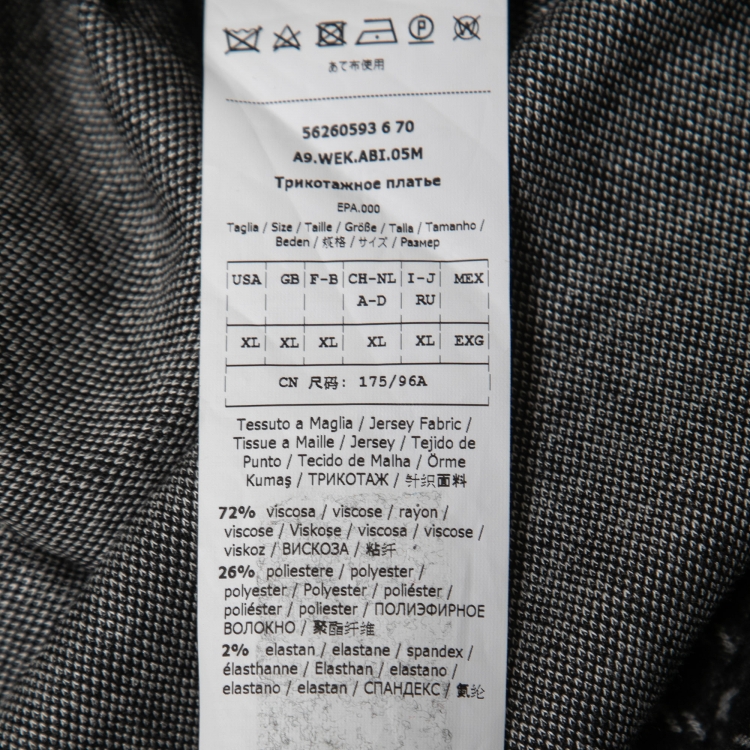 P
あて布使用
56260593 6 70
A9.WEK.ABI.05M
Трикотажное платье
EPA.000
Taglia / Size / Taille / Größe / Talla / Tamanho /
Beden / 规格 / サイズ / Размер
USA GB F-B CH-NL I-J MEX
A-D RU
XL XL XL XL XL EXG
CN 尺码: 175/96A
Tessuto a Maglia / Jersey Fabric /
Tissue a Maille / Jersey / Tejido de
Punto / Tecido de Malha / Örme
Kumaş / ТРИКОТАЖ / 针织面料
72% viscosa / viscose / rayon /
viscose / Viskose / viscosa / viscose /
viskoz / ВИСКОЗА / 粘纤
26% poliestere / polyester /
polyester / Polyester / poliéster /
poliéster / poliester / ПОЛИЭФИРНОЕ
ВОЛОКНО / 聚酯纤维
2% elastan / elastane / spandex /
élasthanne / Elasthan / elastano /
elastano / elastan / СПАНДЕКС / 氨纶